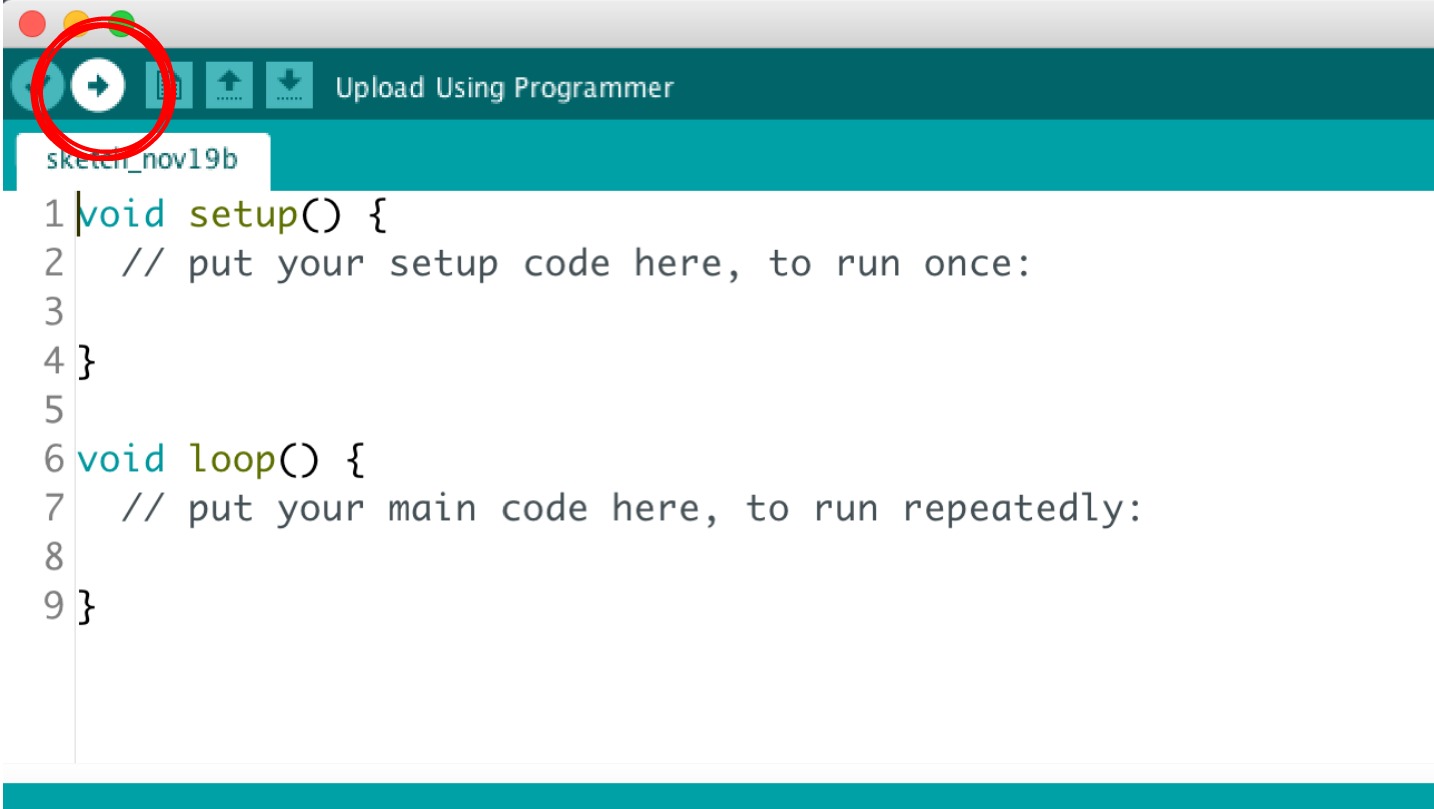 Upload Using Programmer
sketch_nov19b
1 void setup() {
2   // put your setup code here, to run once:
3
4 }
5
6 void loop() {
7   // put your main code here, to run repeatedly:
8
9 }